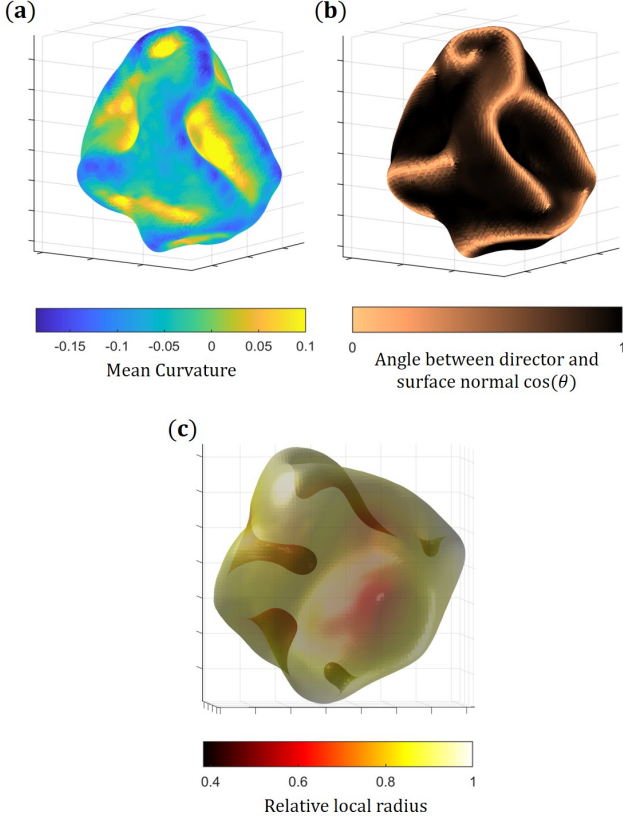 (a)
(b)
-0.15 -0.1 -0.05 0 0.05 0.1
Mean Curvature
0 1
Angle between director and
surface normal cos(θ)
(c)
0.4 0.6 0.8 1
Relative local radius